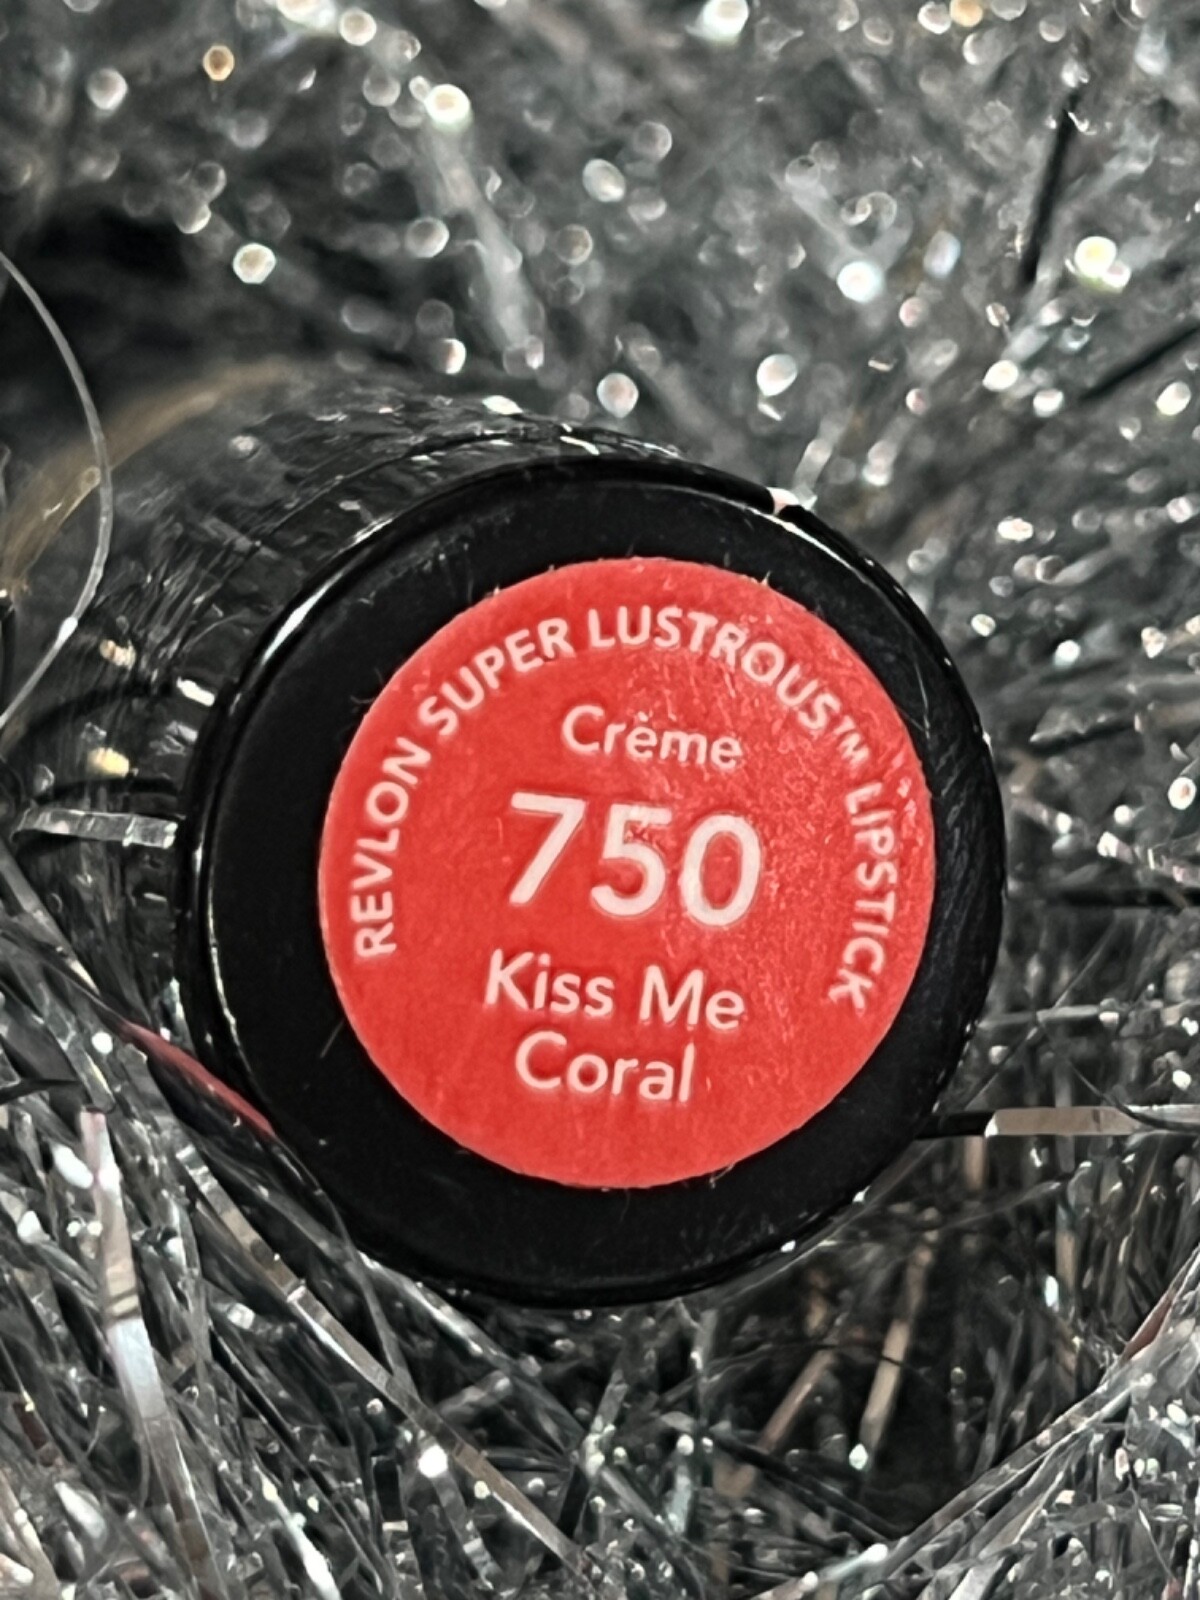 REVLON SUPER LUSTROUS™ LIPSTICK
Crème
750
Kiss Me
Coral